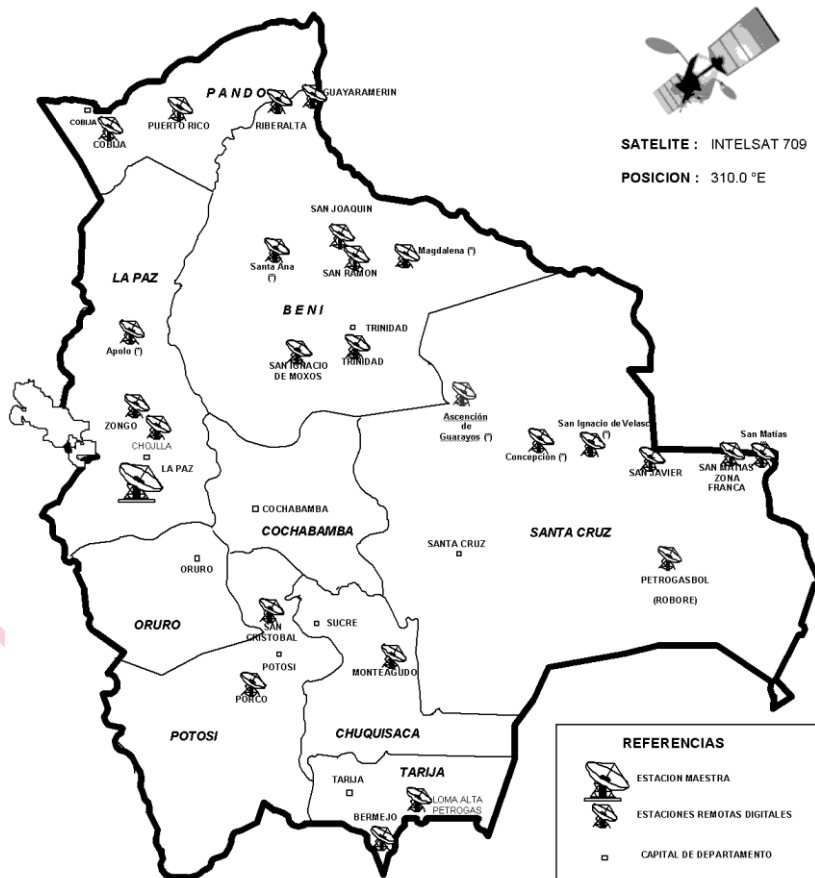 PANDO
GUAYARAMERIN
COBIJA
COBIJA
PUERTO RICO
RIBERALTA
SATELITE : INTELSAT 709
POSICION : 310.0 °E
SAN JOAQUIN
Santa Ana
(*)
SAN RAMON
Magdalena (*)
LA PAZ
BENI
TRINIDAD
TRINIDAD
Apolo (*)
SAN IGNACIO
DE MOXOS
Ascención
de
Guarayos (*)
San Ignacio de Velasc
(*)
Concepción (*)
San Matías
SAN JAVIER
SAN MATIAS
ZONA
FRANCA
ZONGO
CHOJLLA
LA PAZ
COCHABAMBA
COCHABAMBA
SANTA CRUZ
SANTA CRUZ
ORURO
PETROGASBOL
(ROBORE)
ORURO
SAN
CRISTOBAL
SUCRE
POTOSI
MONTEAGUDO
PORCO
POTOSI
CHUQUISACA
TARIJA
TARIJA
LOMA ALTA
PETROGAS
BERMEJO
REFERENCIAS
ESTACION MAESTRA
ESTACIONES REMOTAS DIGITALES
CAPITAL DE DEPARTAMENTO